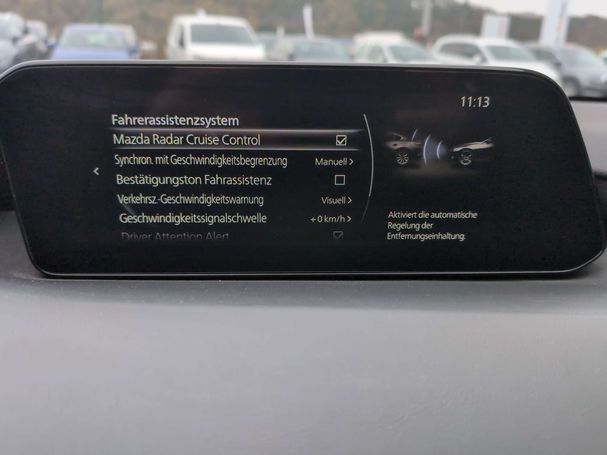 11:13
Fahrerassistenzsystem
Mazda Radar Cruise Control
Synchron. mit Geschwindigkeitsbegrenzung Manuell
Bestätigungston Fahrassistenz
Verkehrsz.-Geschwindigkeitswarnung Visuell
Geschwindigkeitssignalschwelle +0 km/h
Driver Attention Alert
Aktiviert die automatische
Regelung der
Entfernungseinhaltung.